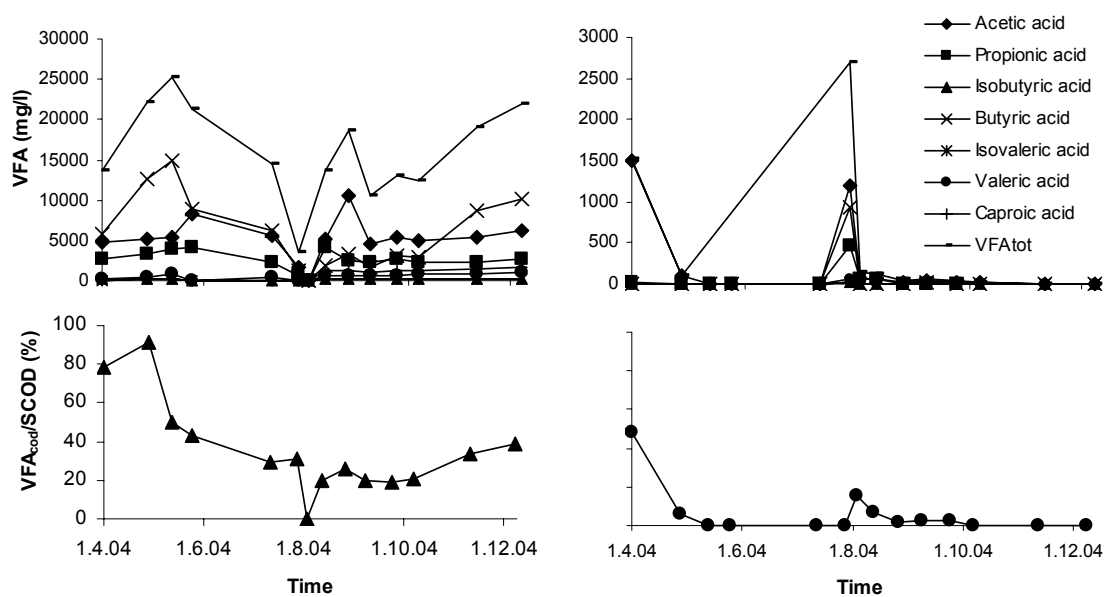 VFA (mg/l)
30000
25000
20000
15000
10000
5000
0
3000
2500
2000
1500
1000
500
0
Acetic acid
Propionic acid
Isobutyric acid
Butyric acid
Isovaleric acid
Valeric acid
Caproic acid
VFAtot
VFAcod/SCOD (%)
100
80
60
40
20
0
1.4.04 1.6.04 1.8.04 1.10.04 1.12.04
Time
1.4.04 1.6.04 1.8.04 1.10.04 1.12.04
Time